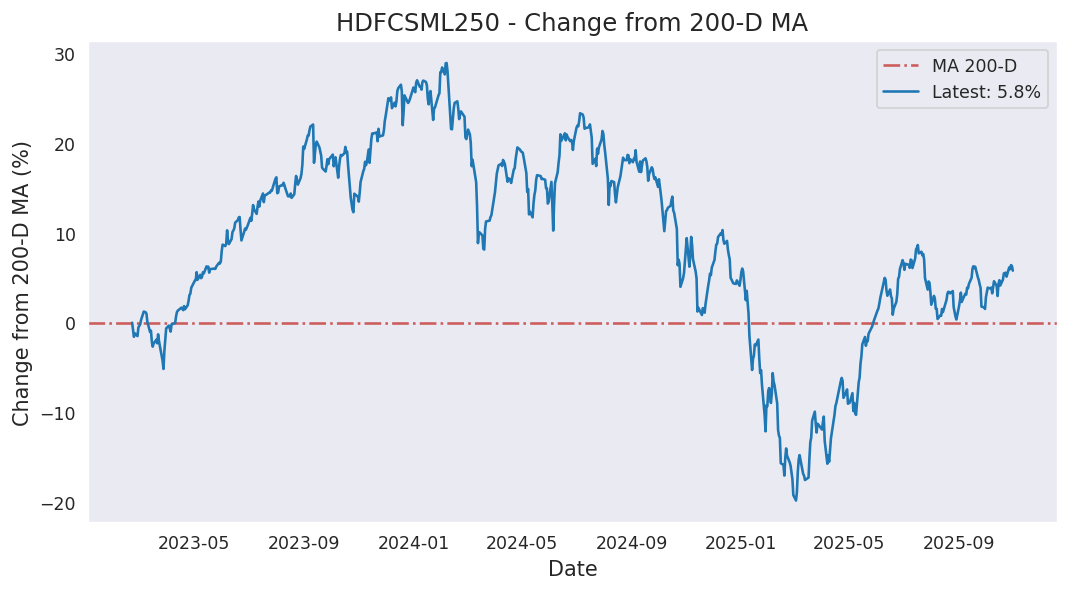 HDFCSML250 - Change from 200-D MA
Change from 200-D MA (%)
30
20
10
0
−10
−20
MA 200-D
Latest: 5.8%
2023-05
2023-09
2024-01
2024-05
2024-09
2025-01
2025-05
2025-09
Date